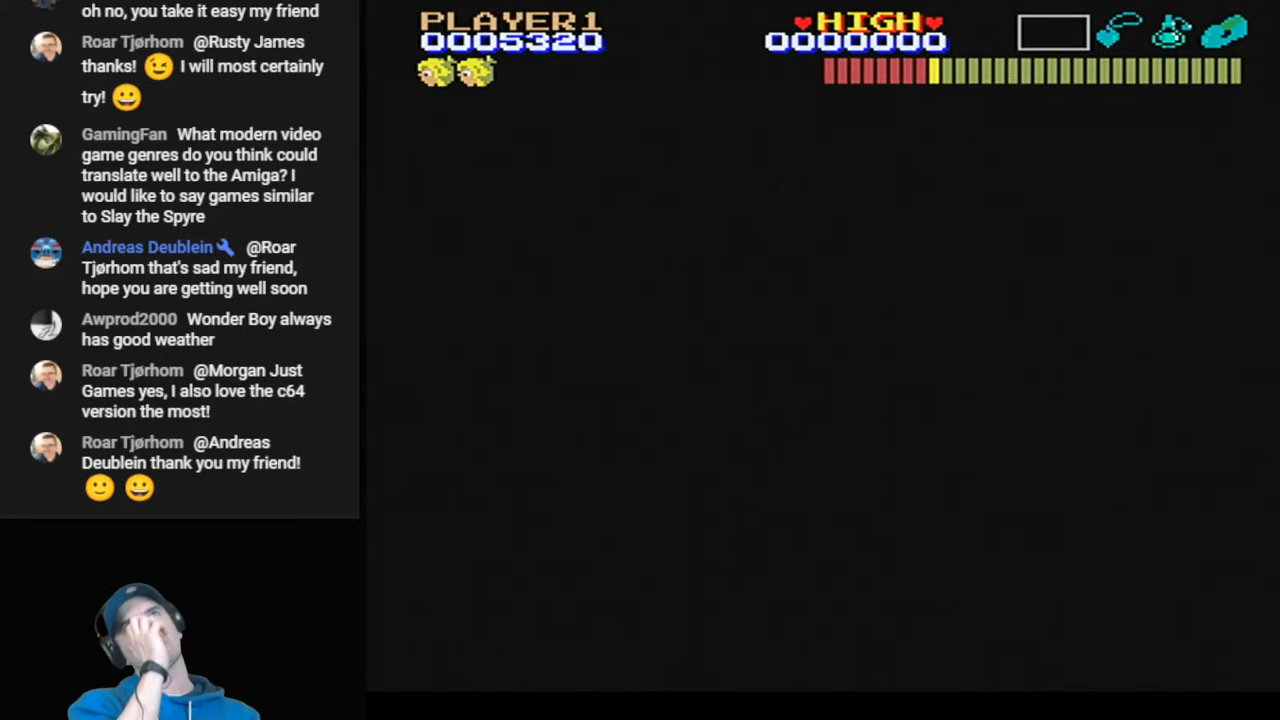 oh no, you take it easy my friend
Roar Tjørhom @Rusty James
thanks! 😉 I will most certainly
try! 😀
GamingFan What modern video
game genres do you think could
translate well to the Amiga? I
would like to say games similar
to Slay the Spyre
Andreas Deublein @Roar
Tjørhom that's sad my friend,
hope you are getting well soon
Awprod2000 Wonder Boy always
has good weather
Roar Tjørhom @Morgan Just
Games yes, I also love the c64
version the most!
Roar Tjørhom @Andreas
Deublein thank you my friend!
🙂 😀
PLAYER1 HIGH
0005320 0000000